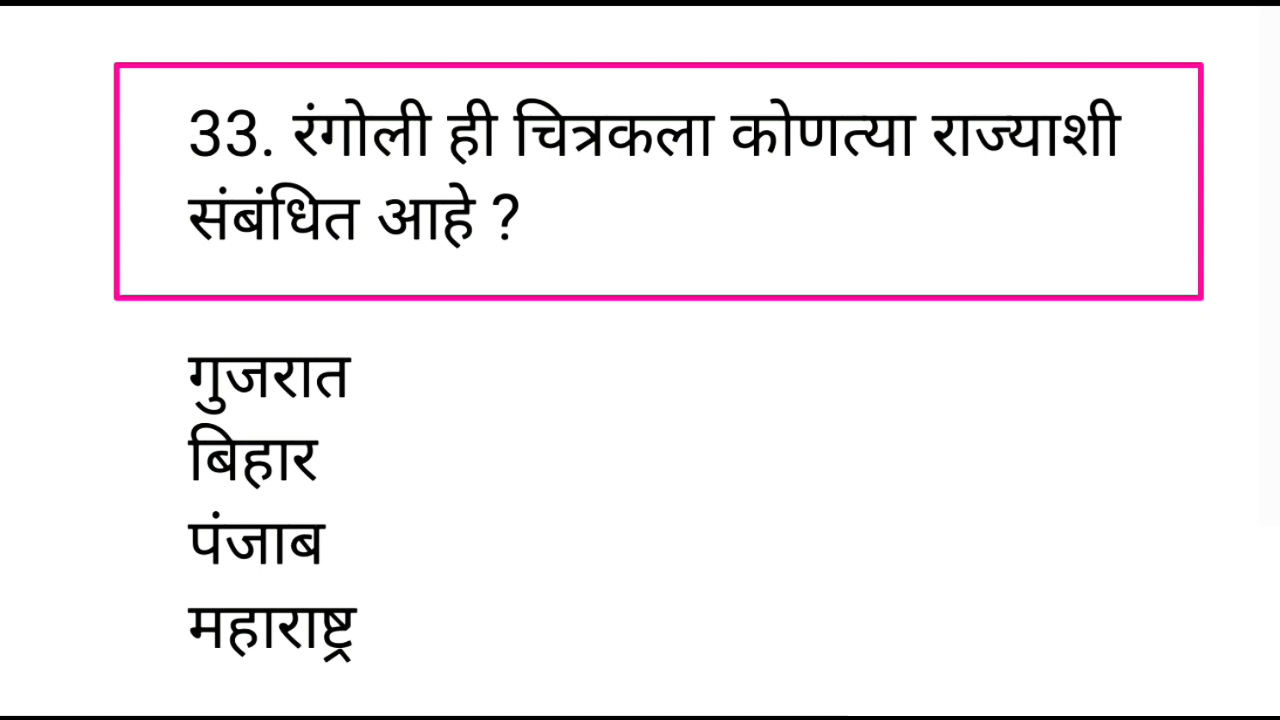 33. रंगोली ही चित्रकला कोणत्या राज्याशी
संबंधित आहे ?
गुजरात
बिहार
पंजाब
महाराष्ट्र